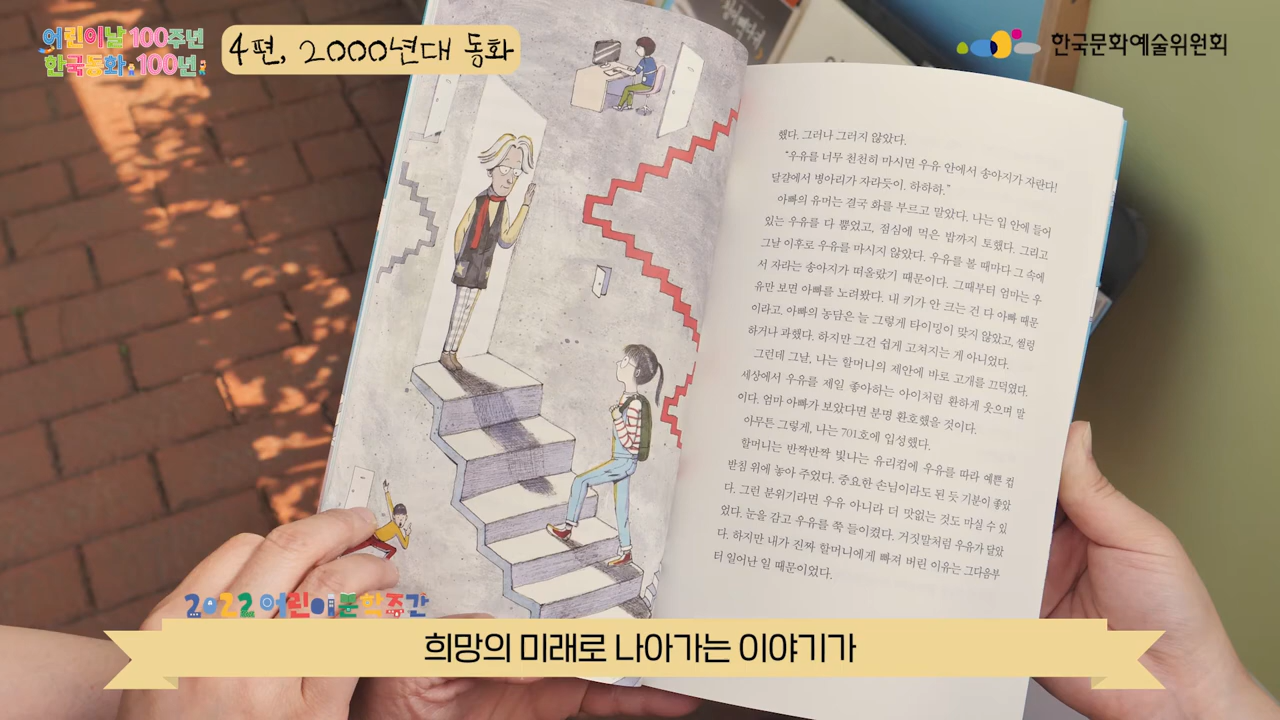 어린이날 100주년
한국동화 100년
4편, 2000년대 동화
한국문화예술위원회
했다. 그러나 그러지 않았다.
"우유를 너무 천천히 마시면 우유 안에서 송아지가 자란다!
달걀에서 병아리가 자라듯이. 하하하."
아빠의 유머는 결국 화를 부르고 말았다. 나는 입 안에 들어
있는 우유를 다 뿜었고, 점심에 먹은 밥까지 토했다. 그리고
그날 이후로 우유를 마시지 않았다. 우유를 볼 때마다 그 속에
서 자라는 송아지가 떠올랐기 때문이다. 그때부터 엄마는 우
유만 보면 아빠를 노려봤다. 내 키가 안 크는 건 다 아빠 때문
이라고. 아빠의 농담은 늘 그렇게 타이밍이 맞지 않았고, 썰렁
하거나 과했다. 하지만 그건 쉽게 고쳐지는 게 아니었다.
그런데 그날, 나는 할머니의 제안에 바로 고개를 끄덕였다.
세상에서 우유를 제일 좋아하는 아이처럼 환하게 웃으며 말
이다. 엄마 아빠가 보았다면 분명 환호했을 것이다.
아무튼 그렇게, 나는 701호에 입성했다.
할머니는 반짝반짝 빛나는 유리컵에 우유를 따라 예쁜 컵
받침 위에 놓아 주었다. 중요한 손님이라도 된 듯 기분이 좋았
다. 그런 분위기라면 우유 아니라 더 맛없는 것도 마실 수 있
었다. 눈을 감고 우유를 쭉 들이켰다. 거짓말처럼 우유가 달았
다. 하지만 내가 진짜 할머니에게 빠져 버린 이유는 그다음부
터 일어난 일 때문이었다.
2022 어린이문학주간
희망의 미래로 나아가는 이야기가